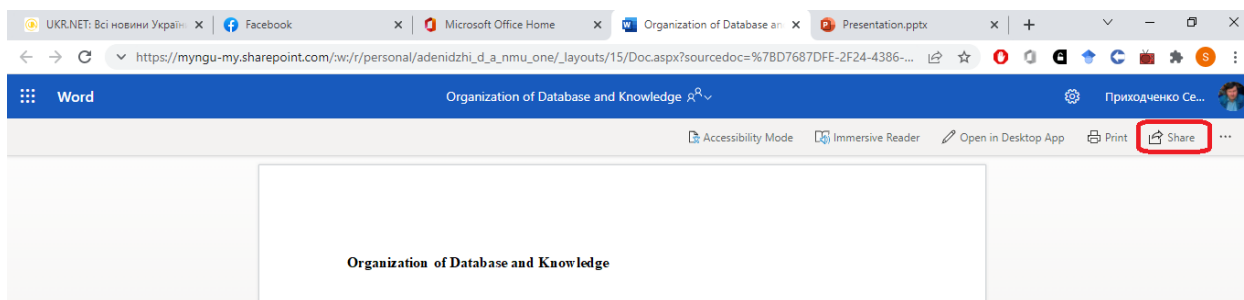 UKR.NET: Всі новини Україн
Facebook
Microsoft Office Home
Organization of Database an
Presentation.pptx
https://myngu-my.sharepoint.com/:w:/r/personal/adenidzhi_d_a_nmu_one/_layouts/15/Doc.aspx?sourcedoc=%7BD7687DFE-2F24-4386-...
Word
Organization of Database and Knowledge
Приходченко Се...
Accessibility Mode
Immersive Reader
Open in Desktop App
Print
Share
Organization of Database and Knowledge